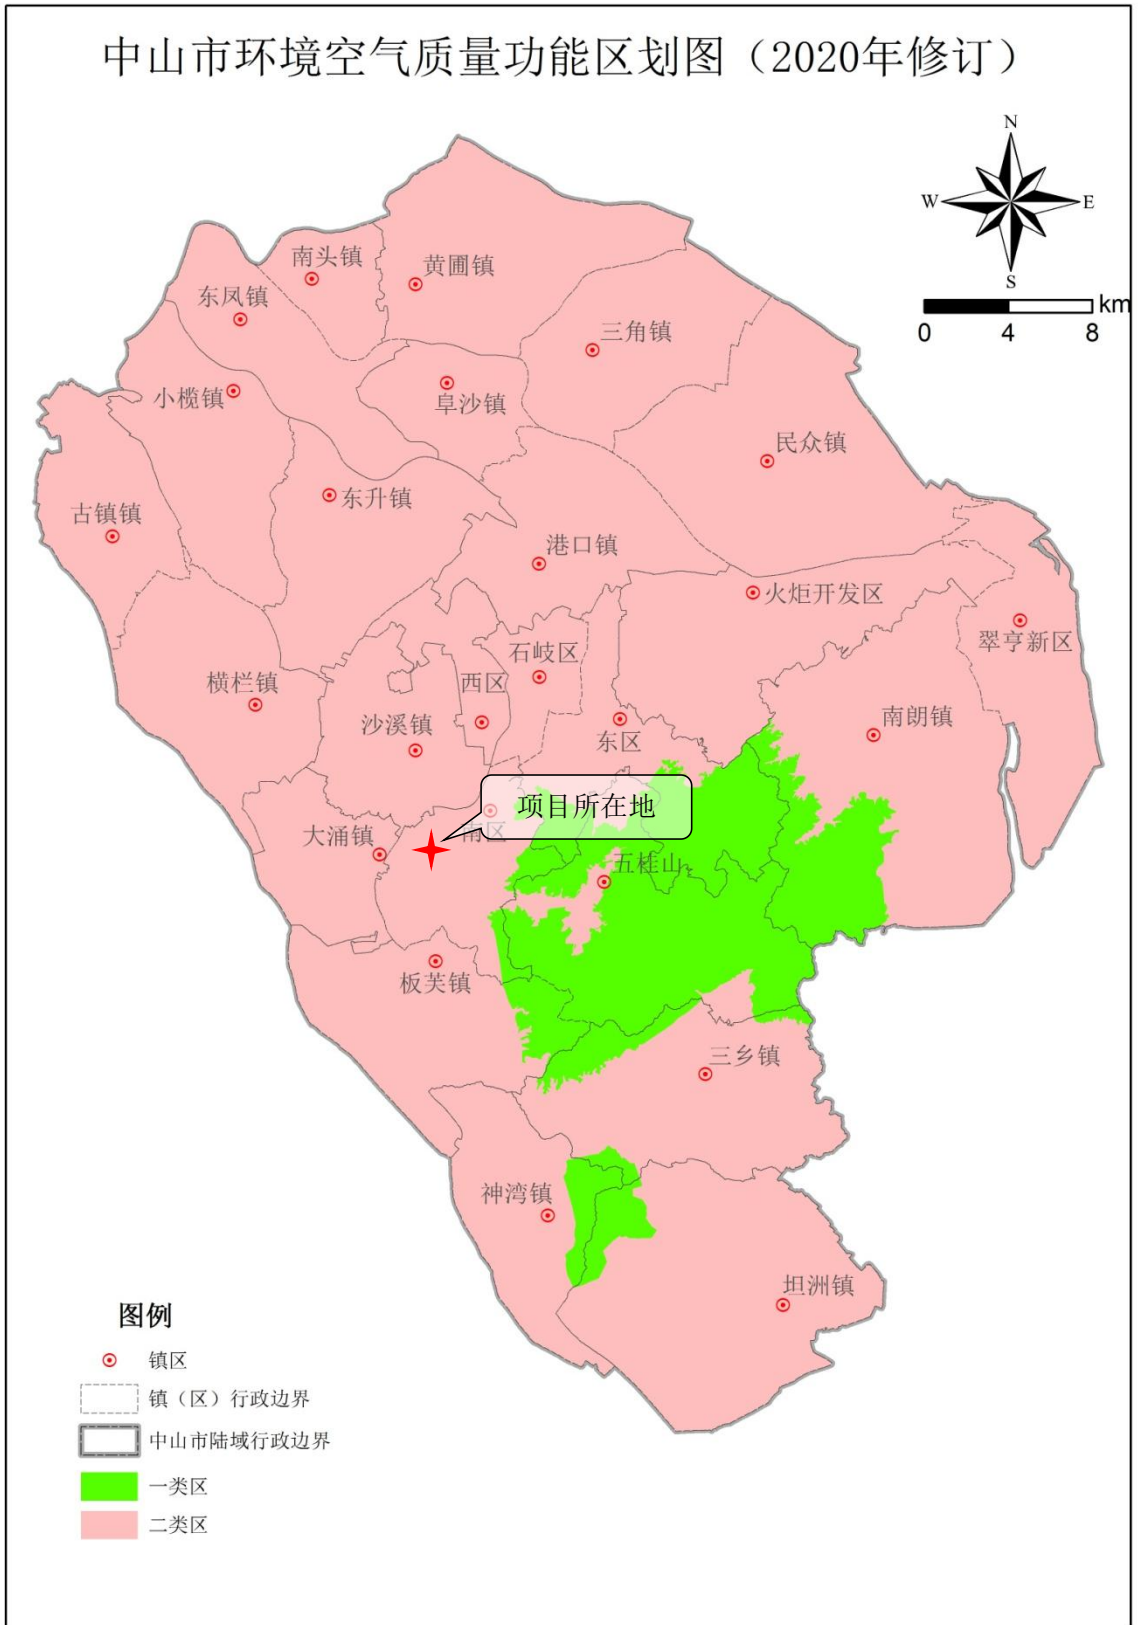 中山市环境空气质量功能区划图（2020年修订）
N
W
E
S
km
0
4
8
南头镇
黄圃镇
东凤镇
三角镇
小榄镇
阜沙镇
民众镇
东升镇
古镇镇
港口镇
火炬开发区
翠亨新区
石岐区
横栏镇
西区
沙溪镇
南朗镇
东区
项目所在地
大涌镇
南区
五桂山
板芙镇
三乡镇
神湾镇
坦洲镇
图例
镇区
镇（区）行政边界
中山市陆域行政边界
一类区
二类区